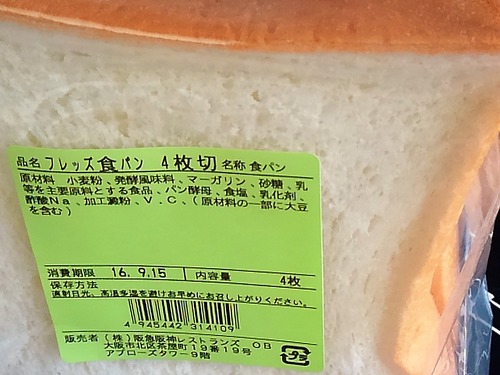 品名 フレッズ食パン 4枚切 名称 食パン
原材料 小麦粉、発酵風味料、マーガリン、砂糖、乳
等を主要原料とする食品、パン酵母、食塩、乳化剤、
酢酸Na、加工澱粉、V.C、(原材料の一部に大豆
を含む)
消費期限 16.9.15 内容量 4枚
保存方法
直射日光、高温多湿を避けお早めにお召し上がりください。
4945442 314109
販売者 (株)阪急阪神レストランズ OB
大阪市北区茶屋町19番19号
アプローズタワー9階